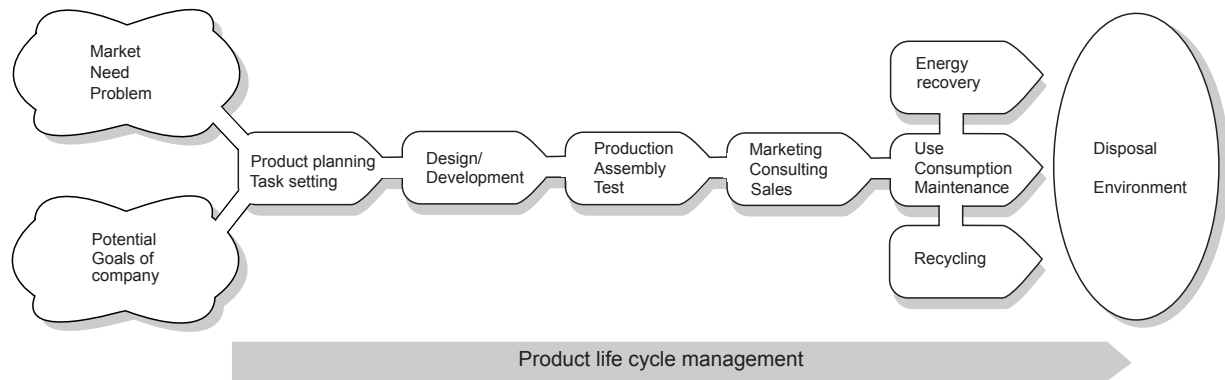 Market
Need
Problem
Potential
Goals of
company
Product planning
Task setting
Design/
Development
Production
Assembly
Test
Marketing
Consulting
Sales
Energy
recovery
Use
Consumption
Maintenance
Recycling
Disposal
Environment
Product life cycle management